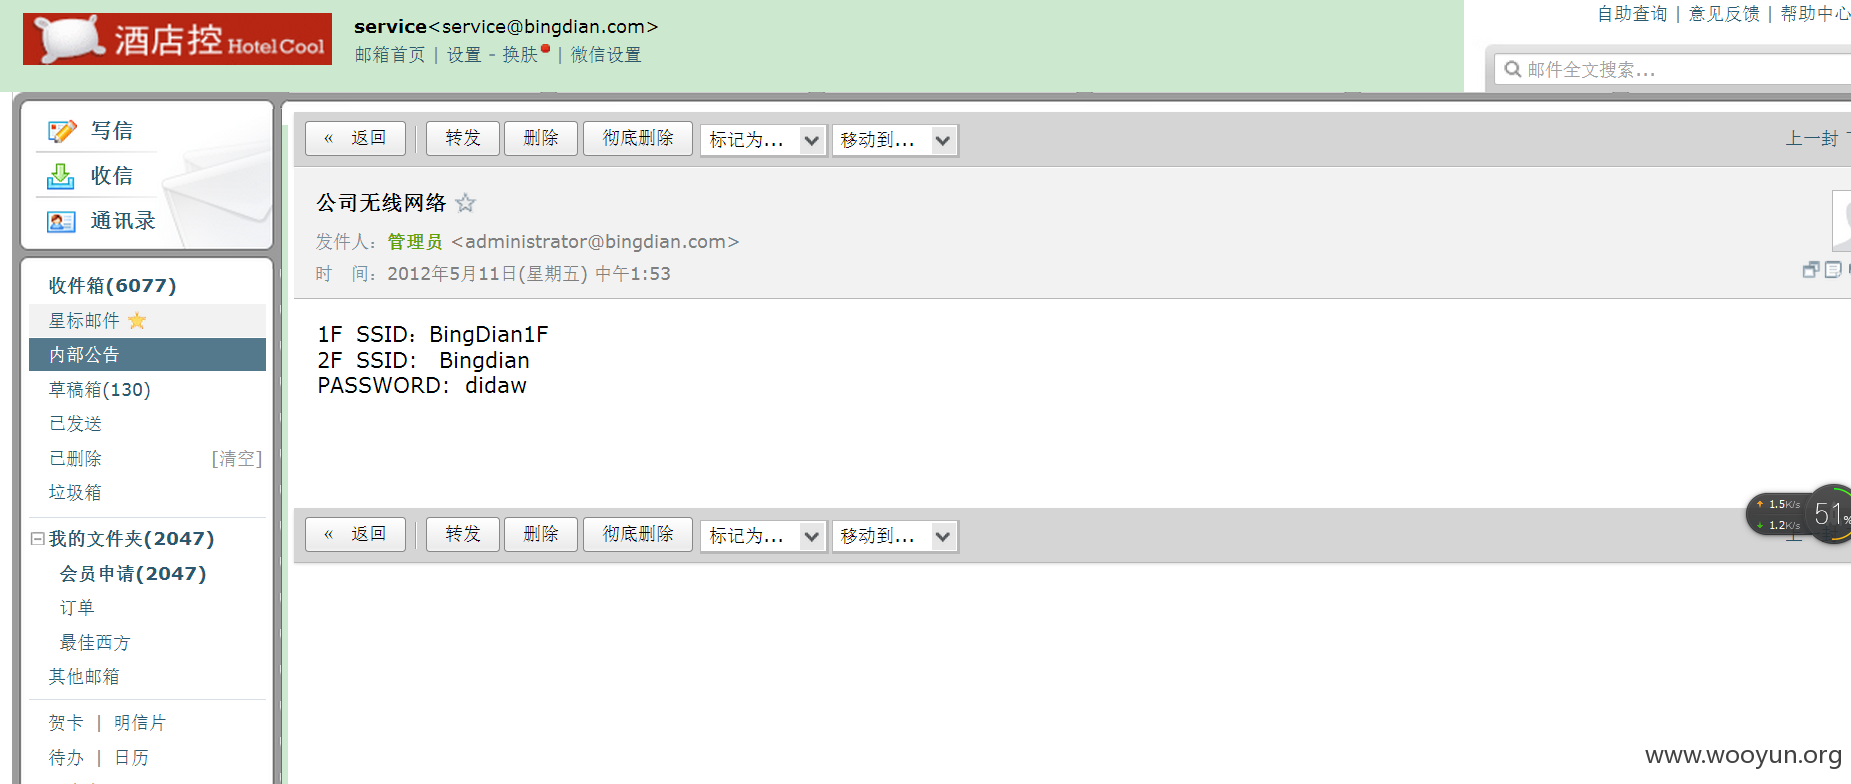 酒店控 HotelCool
service<service@bingdian.com>
邮箱首页 | 设置 - 换肤 | 微信设置
自助查询 | 意见反馈 | 帮助中心
邮件全文搜索...
写信
收信
通讯录
收件箱(6077)
星标邮件
内部公告
草稿箱(130)
已发送
已删除 [清空]
垃圾箱
我的文件夹(2047)
会员申请(2047)
订单
最佳西方
其他邮箱
贺卡 | 明信片
待办 | 日历
« 返回 转发 删除 彻底删除 标记为... 移动到... 上一封
公司无线网络
发件人：管理员 <administrator@bingdian.com>
时 间：2012年5月11日(星期五) 中午1:53
1F SSID：BingDian1F
2F SSID： Bingdian
PASSWORD：didaw
« 返回 转发 删除 彻底删除 标记为... 移动到...
1.5K/s
1.2K/s
51%
www.wooyun.org